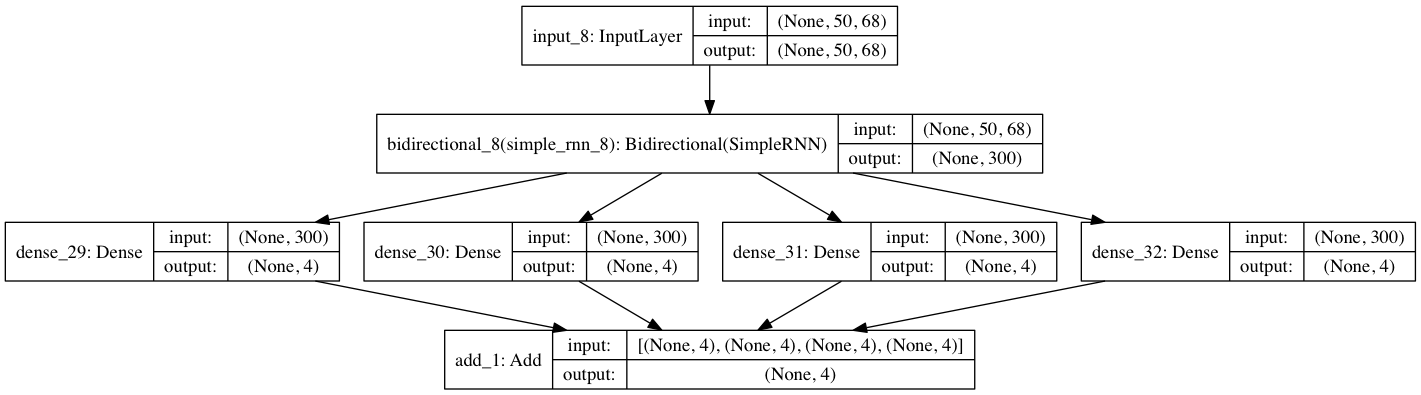 input_8: InputLayer
input: (None, 50, 68)
output: (None, 50, 68)
bidirectional_8(simple_rnn_8): Bidirectional(SimpleRNN)
input: (None, 50, 68)
output: (None, 300)
dense_29: Dense
input: (None, 300)
output: (None, 4)
dense_30: Dense
input: (None, 300)
output: (None, 4)
dense_31: Dense
input: (None, 300)
output: (None, 4)
dense_32: Dense
input: (None, 300)
output: (None, 4)
add_1: Add
input: [(None, 4), (None, 4), (None, 4), (None, 4)]
output: (None, 4)